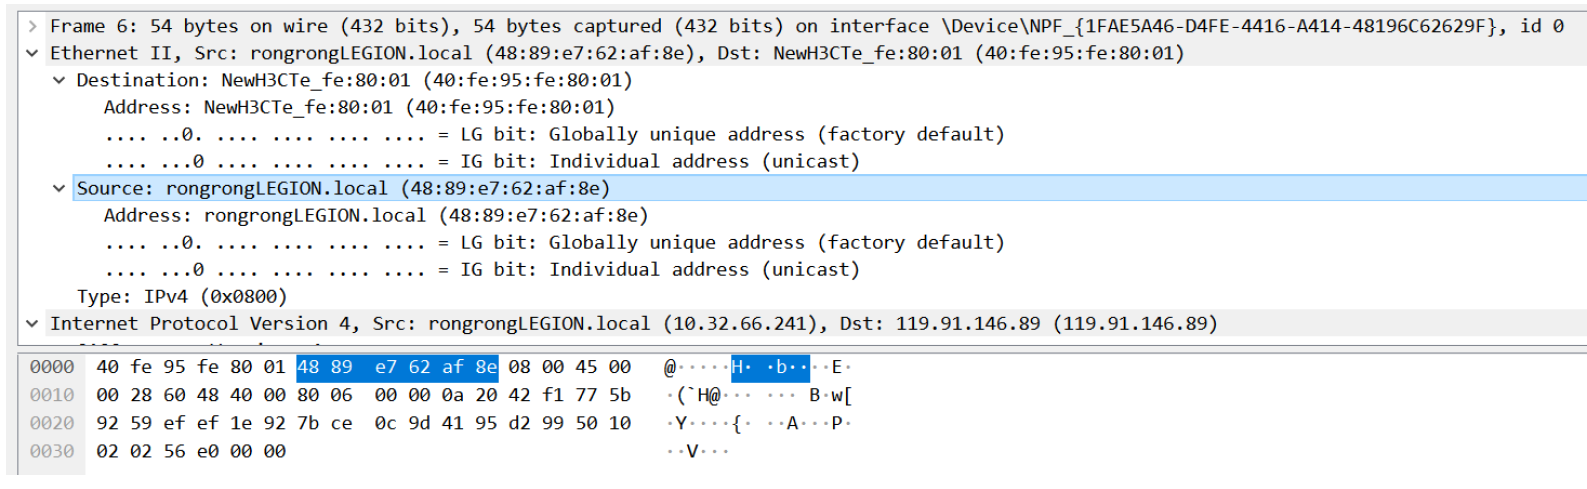 > Frame 6: 54 bytes on wire (432 bits), 54 bytes captured (432 bits) on interface \Device\NPF_{1FAE5A46-D4FE-4416-A414-48196C62629F}, id 0
Ethernet II, Src: rongrongLEGION.local (48:89:e7:62:af:8e), Dst: NewH3CTe_fe:80:01 (40:fe:95:fe:80:01)
Destination: NewH3CTe_fe:80:01 (40:fe:95:fe:80:01)
Address: NewH3CTe_fe:80:01 (40:fe:95:fe:80:01)
.... ..0. .... .... .... .... = LG bit: Globally unique address (factory default)
.... ...0 .... .... .... .... = IG bit: Individual address (unicast)
Source: rongrongLEGION.local (48:89:e7:62:af:8e)
Address: rongrongLEGION.local (48:89:e7:62:af:8e)
.... ..0. .... .... .... .... = LG bit: Globally unique address (factory default)
.... ...0 .... .... .... .... = IG bit: Individual address (unicast)
Type: IPv4 (0x0800)
Internet Protocol Version 4, Src: rongrongLEGION.local (10.32.66.241), Dst: 119.91.146.89 (119.91.146.89)
0000 40 fe 95 fe 80 01 48 89 e7 62 af 8e 08 00 45 00 @·····H· ·b····E·
0010 00 28 60 48 40 00 80 06 00 00 0a 20 42 f1 77 5b ·(`H@··· ··· B·w[
0020 92 59 ef ef 1e 92 7b ce 0c 9d 41 95 d2 99 50 10 ·Y····{· ··A···P·
0030 02 02 56 e0 00 00 ··V···